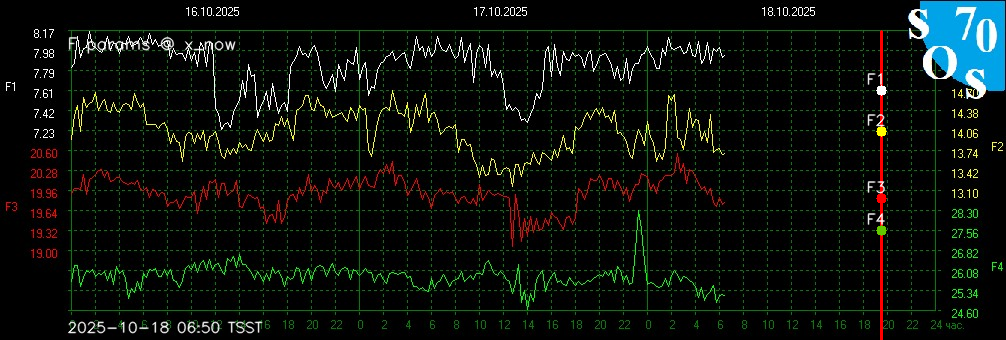 16.10.2025 17.10.2025 18.10.2025
S 70
O
S
F params @ x_now
8.17
7.98
7.79
7.61
7.42
7.23
F1
20.60
20.28
19.96
19.64
19.32
19.00
F3
F1
F2
F3
F4
14.70
14.38
14.06
13.74
13.42
13.10
F2
28.30
27.56
26.82
26.08
25.34
24.60
F4
2025-10-18 06:50 TSST
18 20 22 0 2 4 6 8 10 12 14 16 18 20 22 0 2 4 6 8 10 12 14 16 18 20 22 24 час.